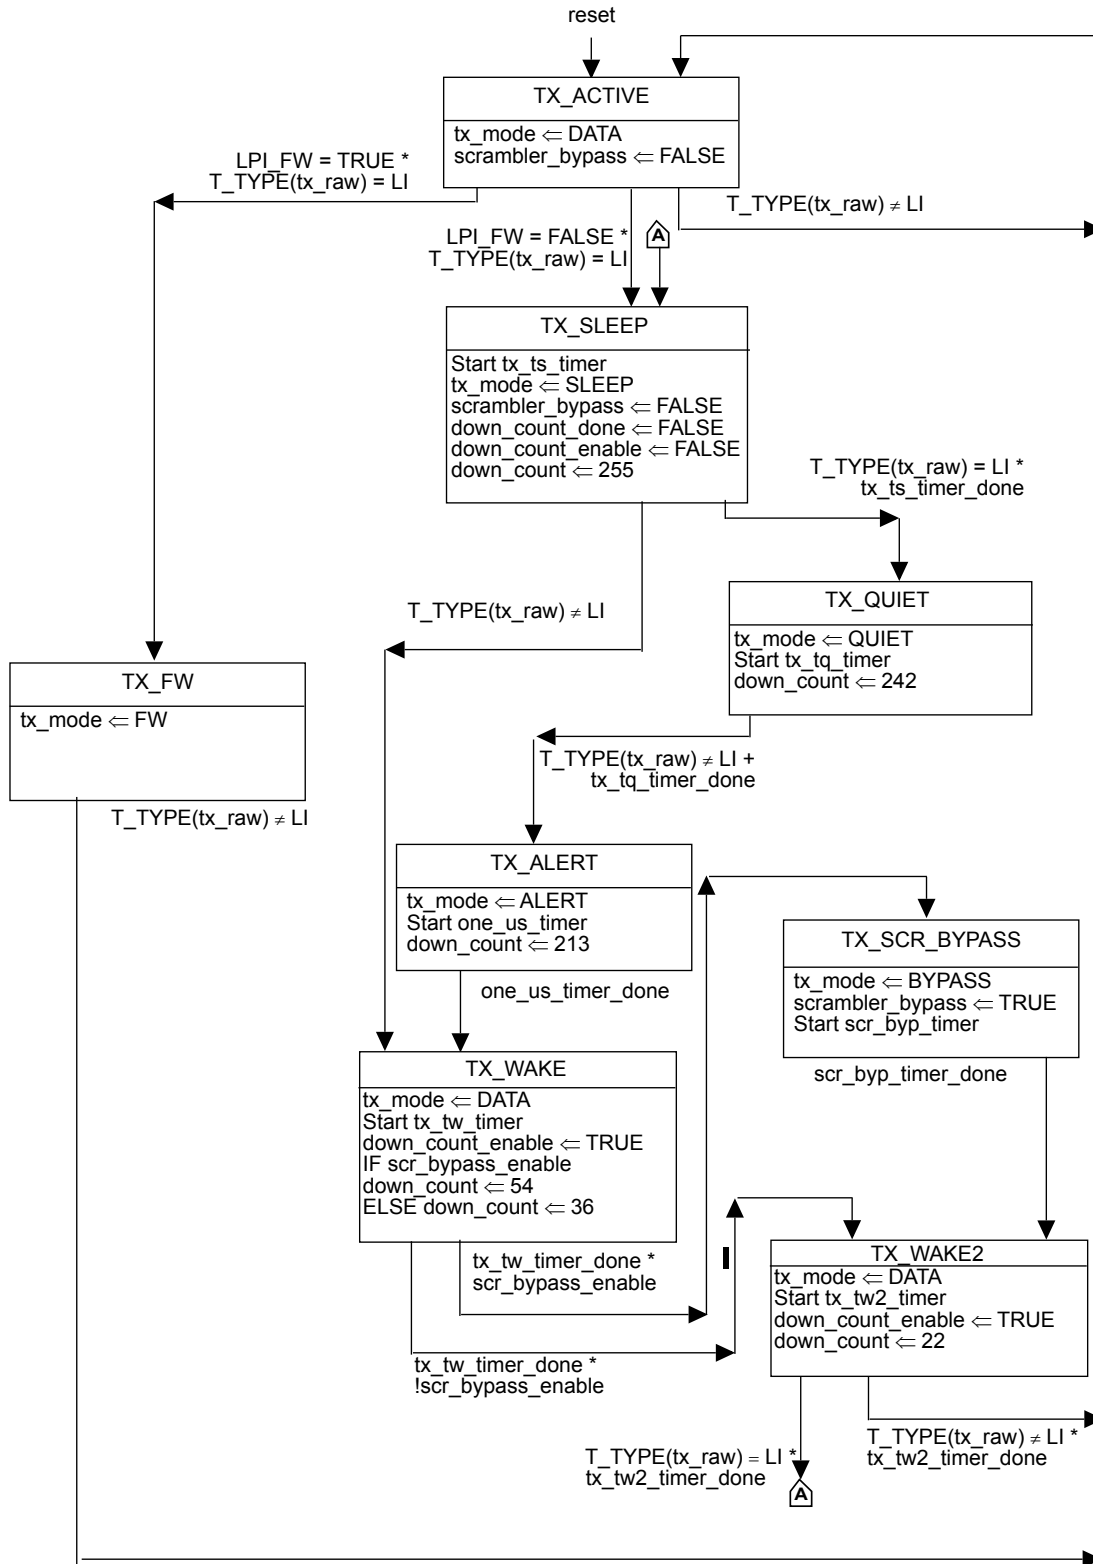 reset
TX_ACTIVE
tx_mode ⇐ DATA
scrambler_bypass ⇐ FALSE
LPI_FW = TRUE *
T_TYPE(tx_raw) = LI
T_TYPE(tx_raw) ≠ LI
LPI_FW = FALSE *
T_TYPE(tx_raw) = LI
A
TX_SLEEP
Start tx_ts_timer
tx_mode ⇐ SLEEP
scrambler_bypass ⇐ FALSE
down_count_done ⇐ FALSE
down_count_enable ⇐ FALSE
down_count ⇐ 255
T_TYPE(tx_raw) = LI *
tx_ts_timer_done
T_TYPE(tx_raw) ≠ LI
TX_QUIET
tx_mode ⇐ QUIET
Start tx_tq_timer
down_count ⇐ 242
TX_FW
tx_mode ⇐ FW
T_TYPE(tx_raw) ≠ LI
T_TYPE(tx_raw) ≠ LI +
tx_tq_timer_done
TX_ALERT
tx_mode ⇐ ALERT
Start one_us_timer
down_count ⇐ 213
one_us_timer_done
TX_SCR_BYPASS
tx_mode ⇐ BYPASS
scrambler_bypass ⇐ TRUE
Start scr_byp_timer
scr_byp_timer_done
TX_WAKE
tx_mode ⇐ DATA
Start tx_tw_timer
down_count_enable ⇐ TRUE
IF scr_bypass_enable
down_count ⇐ 54
ELSE down_count ⇐ 36
tx_tw_timer_done *
scr_bypass_enable
tx_tw_timer_done *
!scr_bypass_enable
TX_WAKE2
tx_mode ⇐ DATA
Start tx_tw2_timer
down_count_enable ⇐ TRUE
down_count ⇐ 22
T_TYPE(tx_raw) = LI *
tx_tw2_timer_done
A
T_TYPE(tx_raw) ≠ LI *
tx_tw2_timer_done